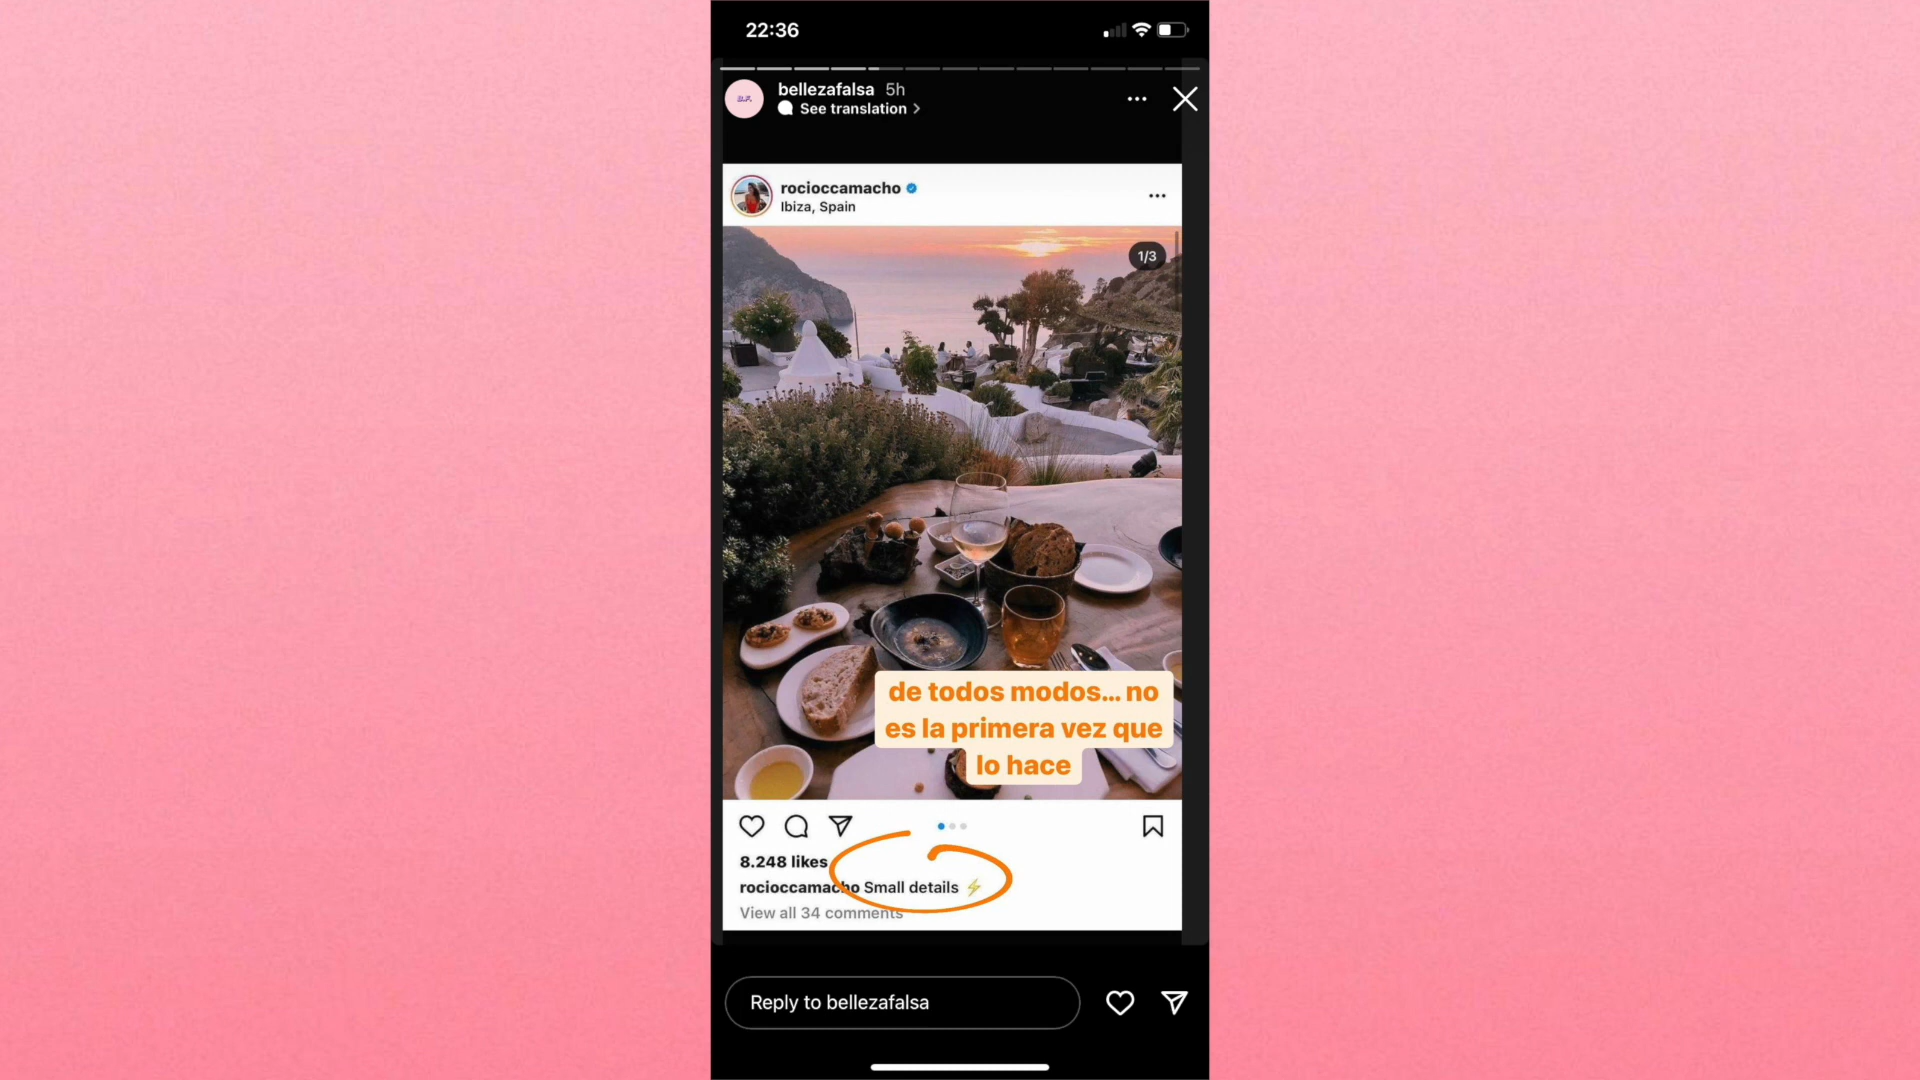 22:36
bellezafalsa 5h
See translation
rocioccamacho
Ibiza, Spain
1/3
de todos modos... no
es la primera vez que
lo hace
8.248 likes
rocioccamacho Small details ⚡
View all 34 comments
Reply to bellezafalsa